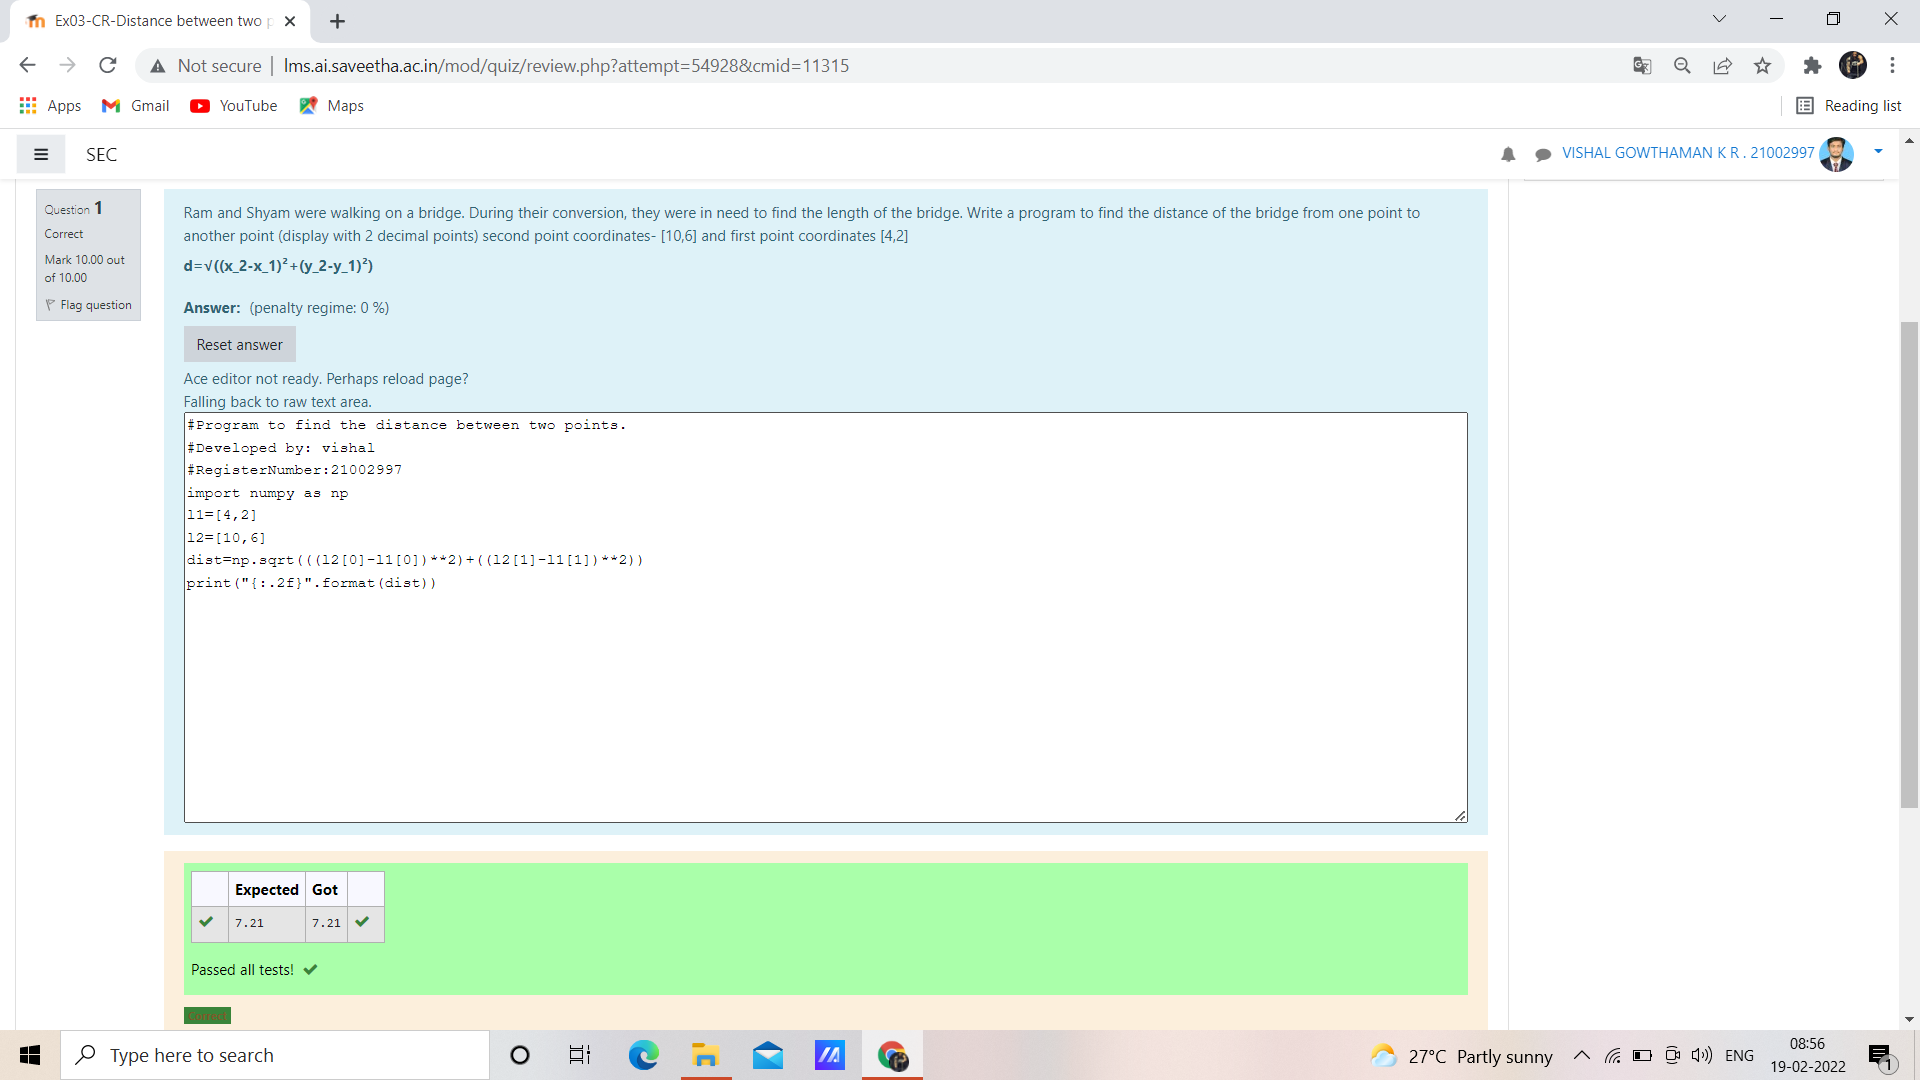 Ex03-CR-Distance between two p
Not secure | lms.ai.saveetha.ac.in/mod/quiz/review.php?attempt=54928&cmid=11315
Apps Gmail YouTube Maps Reading list
SEC VISHAL GOWTHAMAN K R . 21002997
Question 1
Correct
Mark 10.00 out
of 10.00
Flag question
Ram and Shyam were walking on a bridge. During their conversion, they were in need to find the length of the bridge. Write a program to find the distance of the bridge from one point to
another point (display with 2 decimal points) second point coordinates- [10,6] and first point coordinates [4,2]
d=√((x_2-x_1)²+(y_2-y_1)²)
Answer: (penalty regime: 0 %)
Reset answer
Ace editor not ready. Perhaps reload page?
Falling back to raw text area.
#Program to find the distance between two points.
#Developed by: vishal
#RegisterNumber:21002997
import numpy as np
l1=[4,2]
l2=[10,6]
dist=np.sqrt(((l2[0]-l1[0])**2)+((l2[1]-l1[1])**2))
print("{:.2f}".format(dist))
Expected Got
7.21 7.21
Passed all tests!
Correct
Type here to search
27°C Partly sunny ENG
08:56
19-02-2022
1